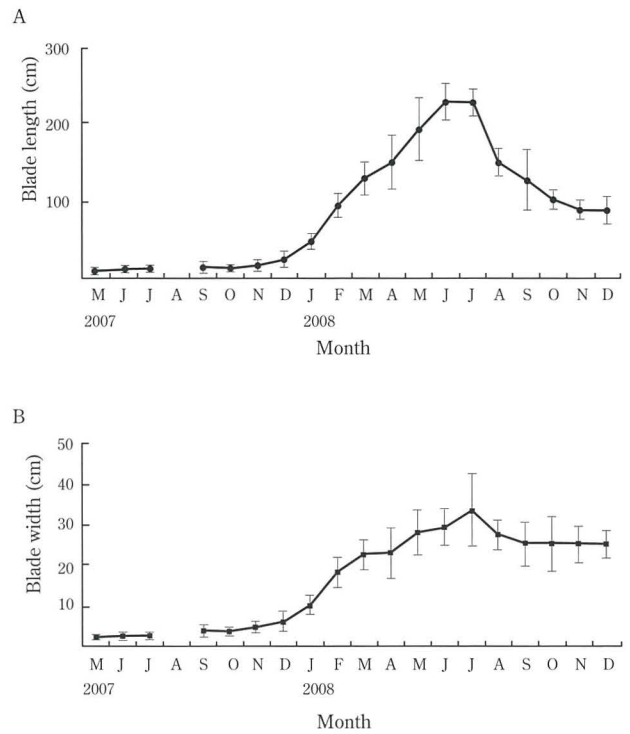 A
Blade length (cm)
300
200
100
M J J A S O N D J F M A M J J A S O N D
2007 2008
Month
B
Blade width (cm)
50
40
30
20
10
M J J A S O N D J F M A M J J A S O N D
2007 2008
Month